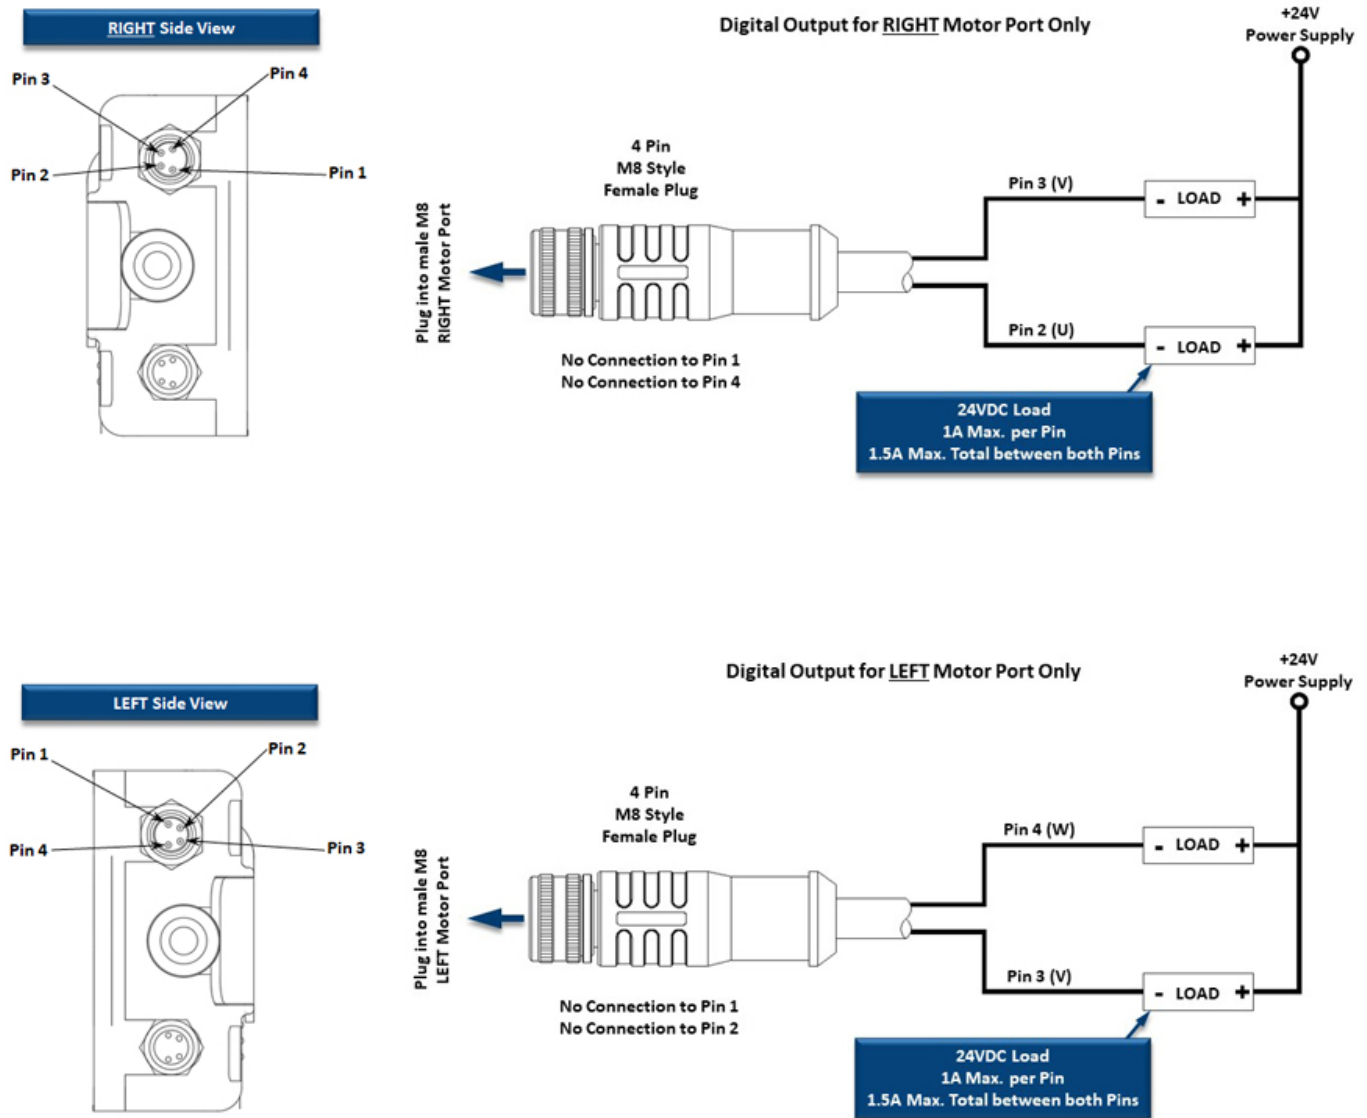 RIGHT Side View
Digital Output for RIGHT Motor Port Only
+24V
Power Supply
Pin 3
Pin 4
Pin 2
Pin 1
4 Pin
M8 Style
Female Plug
Plug into male M8
RIGHT Motor Port
Pin 3 (V)
- LOAD +
Pin 2 (U)
- LOAD +
No Connection to Pin 1
No Connection to Pin 4
24VDC Load
1A Max. per Pin
1.5A Max. Total between both Pins
LEFT Side View
Digital Output for LEFT Motor Port Only
+24V
Power Supply
Pin 1
Pin 2
Pin 4
Pin 3
4 Pin
M8 Style
Female Plug
Plug into male M8
LEFT Motor Port
Pin 4 (W)
- LOAD +
Pin 3 (V)
- LOAD +
No Connection to Pin 1
No Connection to Pin 2
24VDC Load
1A Max. per Pin
1.5A Max. Total between both Pins